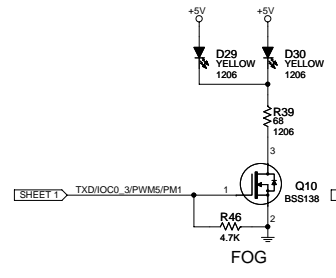 +5V
+5V
D29
YELLOW
1206
D30
YELLOW
1206
R39
68
1206
3
SHEET 1
TXD/IOC0_3/PWM5/PM1
1
Q10
BSS138
2
R46
4.7K
FOG